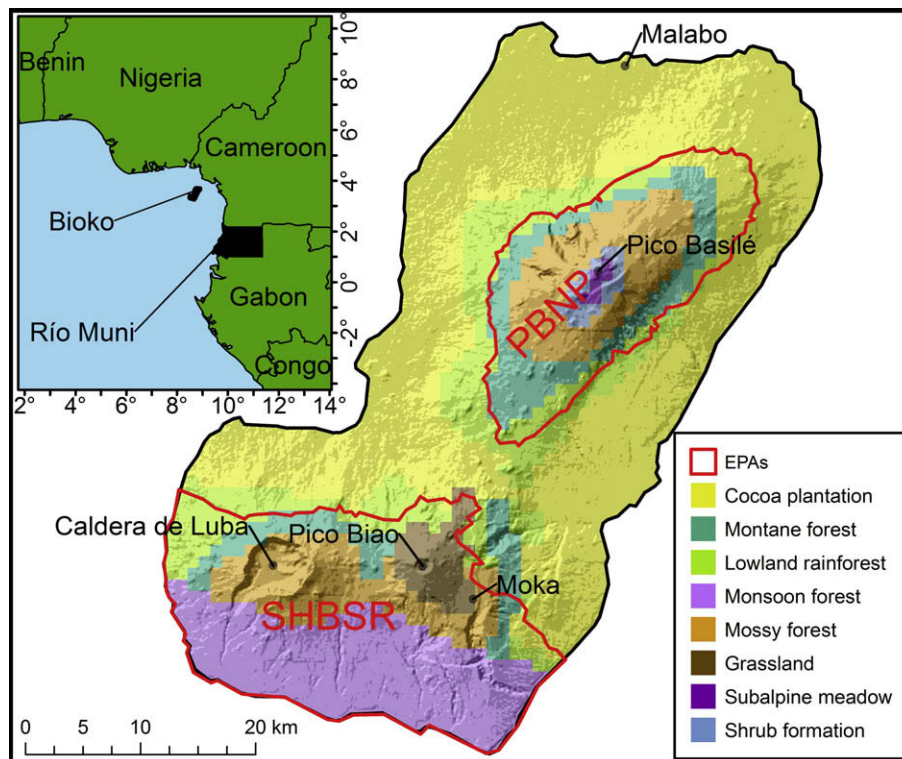 Benin
Nigeria
Cameroon
Bioko
Río Muni
Gabon
Congo
10°
8°
6°
4°
2°
0°
-2°
2° 4° 6° 8° 10° 12° 14°
Malabo
Pico Basilé
PBNP
Caldera de Luba
Pico Biao
Moka
SHBSR
0 5 10 20 km
EPAs
Cocoa plantation
Montane forest
Lowland rainforest
Monsoon forest
Mossy forest
Grassland
Subalpine meadow
Shrub formation